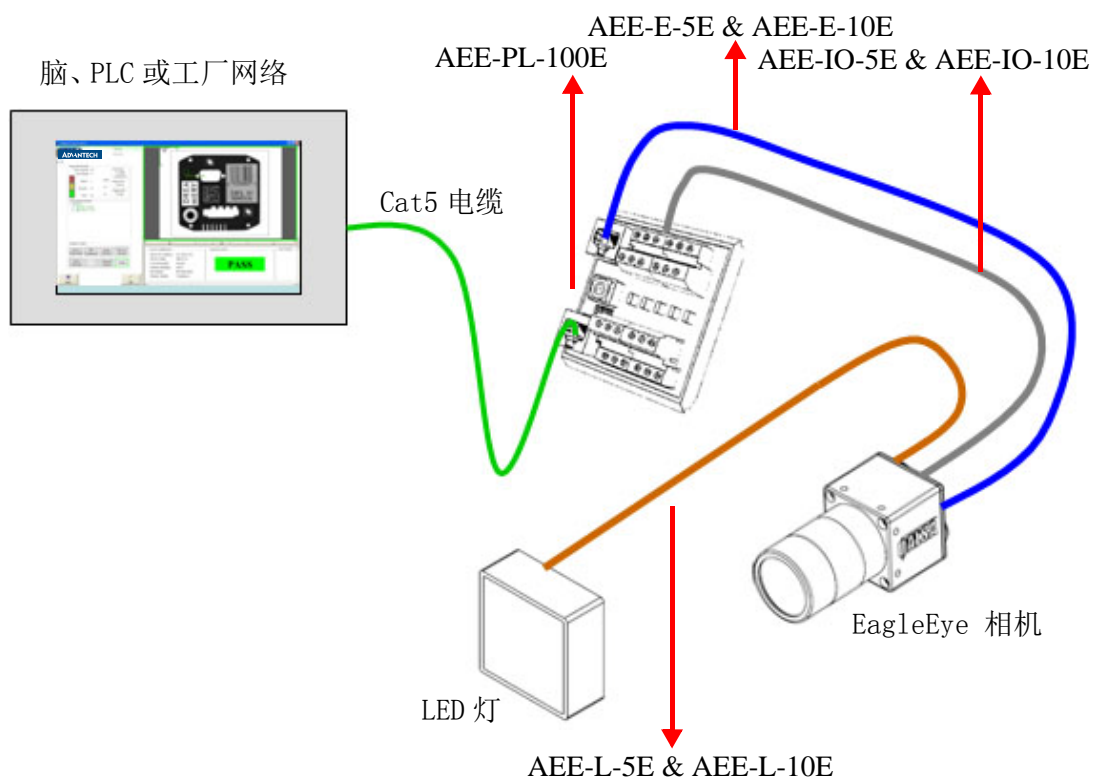 AEE-E-5E & AEE-E-10E
AEE-PL-100E
AEE-IO-5E & AEE-IO-10E
脑、PLC 或工厂网络
ADVANTECH
Cat5 电缆
PASS
EagleEye 相机
LED 灯
AEE-L-5E & AEE-L-10E